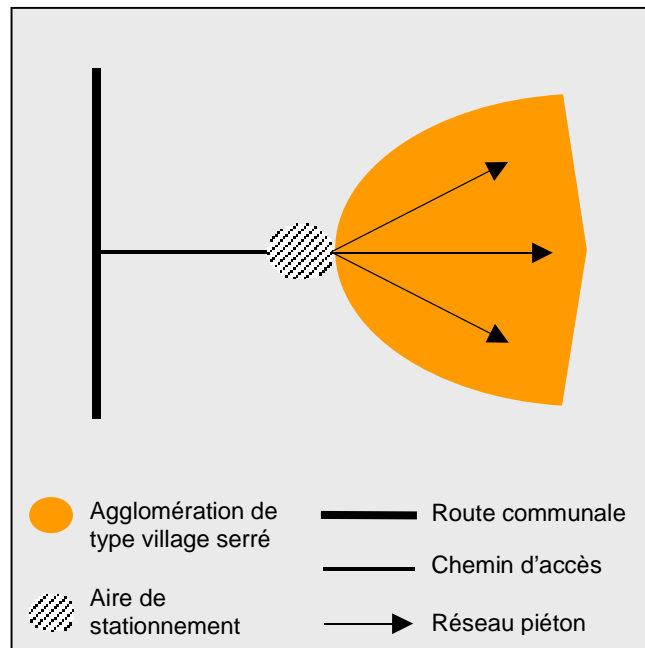 Agglomération de
type village serré
Aire de
stationnement
Route communale
Chemin d'accès
Réseau piéton